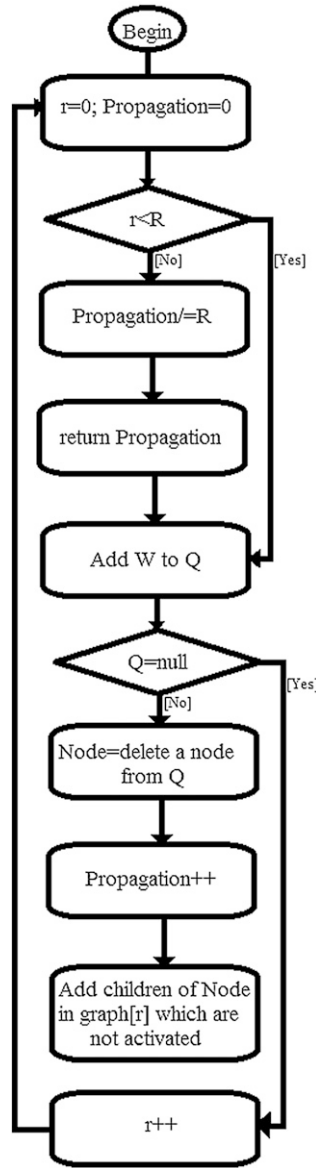 Begin
r=0; Propagation=0
r<R
[No]
[Yes]
Propagation/=R
return Propagation
Add W to Q
Q=null
[Yes]
[No]
Node=delete a node
from Q
Propagation++
Add children of Node
in graph[r] which are
not activated
r++